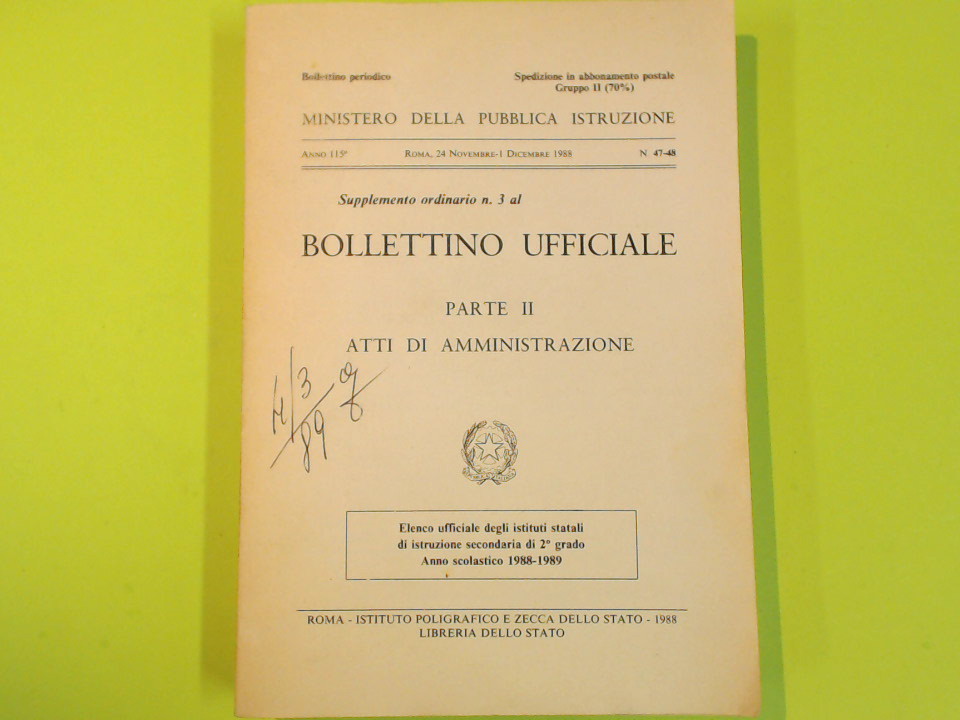 Bollettino periodico
Spedizione in abbonamento postale
Gruppo II (70%)
MINISTERO DELLA PUBBLICA ISTRUZIONE
ANNO 115°
ROMA, 24 NOVEMBRE-1 DICEMBRE 1988
N 47-48
Supplemento ordinario n. 3 al
BOLLETTINO UFFICIALE
PARTE II
ATTI DI AMMINISTRAZIONE
3
89
Elenco ufficiale degli istituti statali
di istruzione secondaria di 2° grado
Anno scolastico 1988-1989
ROMA - ISTITUTO POLIGRAFICO E ZECCA DELLO STATO - 1988
LIBRERIA DELLO STATO